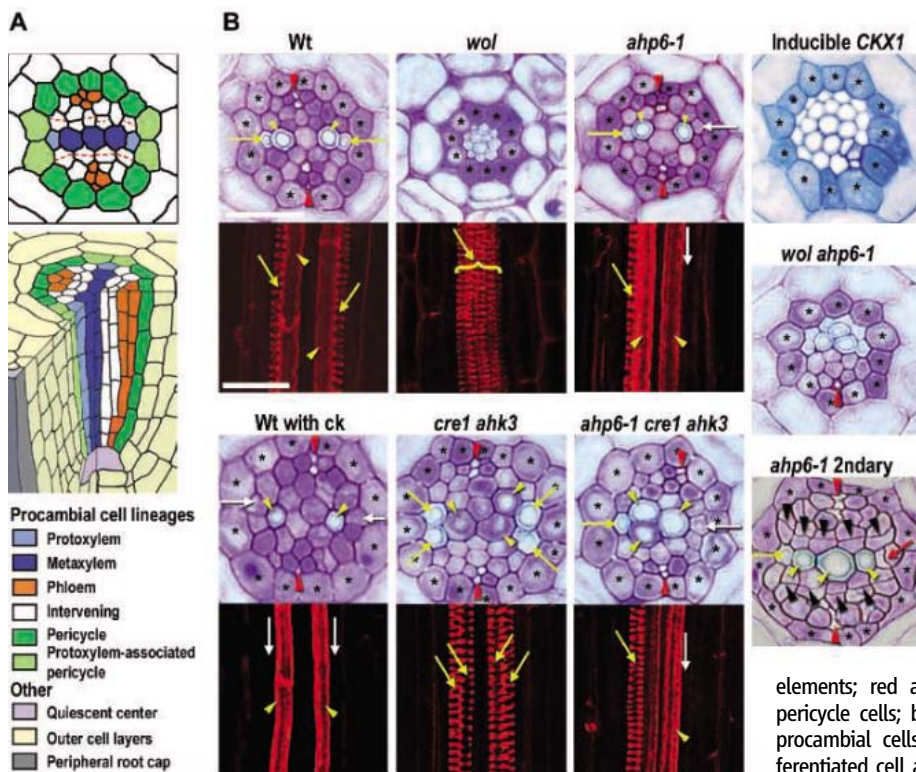 A
B
Wt
wol
ahp6-1
Inducible CKX1
wol ahp6-1
Wt with ck
cre1 ahk3
ahp6-1 cre1 ahk3
ahp6-1 2ndary
Procambial cell lineages
Protoxylem
Metaxylem
Phloem
Intervening
Pericycle
Protoxylem-associated
pericycle
Other
Quiescent center
Outer cell layers
Peripheral root cap
elements; red a
pericycle cells; b
procambial cells
ferentiated cell a